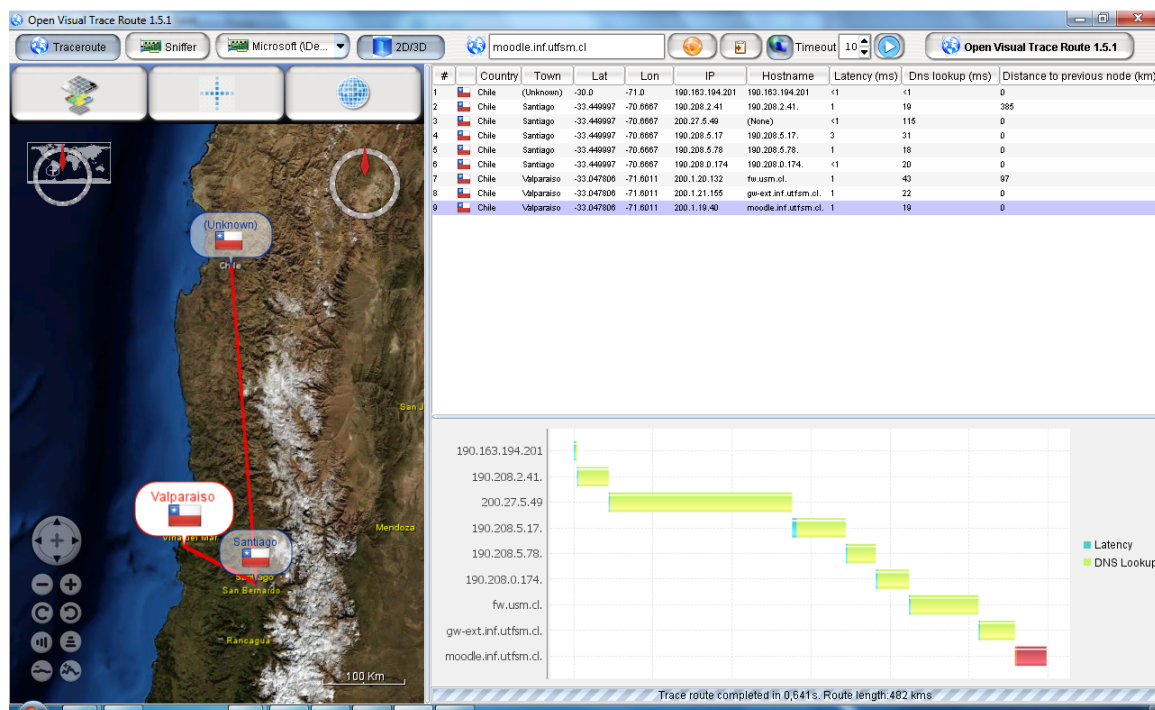 Open Visual Trace Route 1.5.1
Traceroute Sniffer Microsoft (\De... 2D/3D moodle.inf.utfsm.cl Timeout 10 Open Visual Trace Route 1.5.1
# Country Town Lat Lon IP Hostname Latency (ms) Dns lookup (ms) Distance to previous node (km)
1 Chile (Unknown) -30.0 -71.0 190.163.194.201 190.163.194.201 <1 <1 0
2 Chile Santiago -33.449997 -70.6667 190.208.2.41 190.208.2.41. 1 19 385
3 Chile Santiago -33.449997 -70.6667 200.27.5.49 (None) <1 115 0
4 Chile Santiago -33.449997 -70.6667 190.208.5.17 190.208.5.17. 3 31 0
5 Chile Santiago -33.449997 -70.6667 190.208.5.78 190.208.5.78. 1 18 0
6 Chile Santiago -33.449997 -70.6667 190.208.0.174 190.208.0.174. <1 20 0
7 Chile Valparaiso -33.047806 -71.6011 200.1.20.132 fw.usm.cl. 1 43 97
8 Chile Valparaiso -33.047806 -71.6011 200.1.21.155 gw-ext.inf.utfsm.cl. 1 22 0
9 Chile Valparaiso -33.047806 -71.6011 200.1.19.40 moodle.inf.utfsm.cl. 1 19 0
(Unknown)
Chile
San J
Valparaiso
Mendoza
Vina del Mar
Santiago
Santiago
San Bernardo
Rancagua
100 Km
190.163.194.201
190.208.2.41.
200.27.5.49
190.208.5.17.
190.208.5.78.
190.208.0.174.
fw.usm.cl.
gw-ext.inf.utfsm.cl.
moodle.inf.utfsm.cl.
Latency
DNS Lookup
Trace route completed in 0,641s. Route length:482 kms